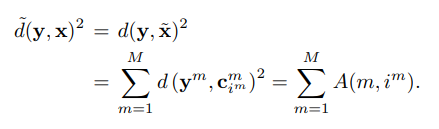 d̃(y, x)² = d(y, x̃)²
= ∑_{m=1}^{M} d (y^m, c^m_{i^m})² = ∑_{m=1}^{M} A(m, i^m).